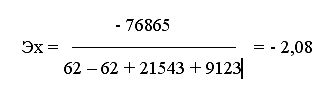 - 76865
Эх = = - 2,08
62 – 62 + 21543 + 9123